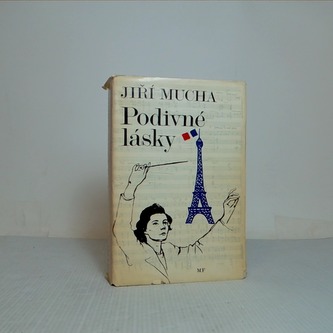 JIŘÍ MUCHA
Podivné
lásky
MF